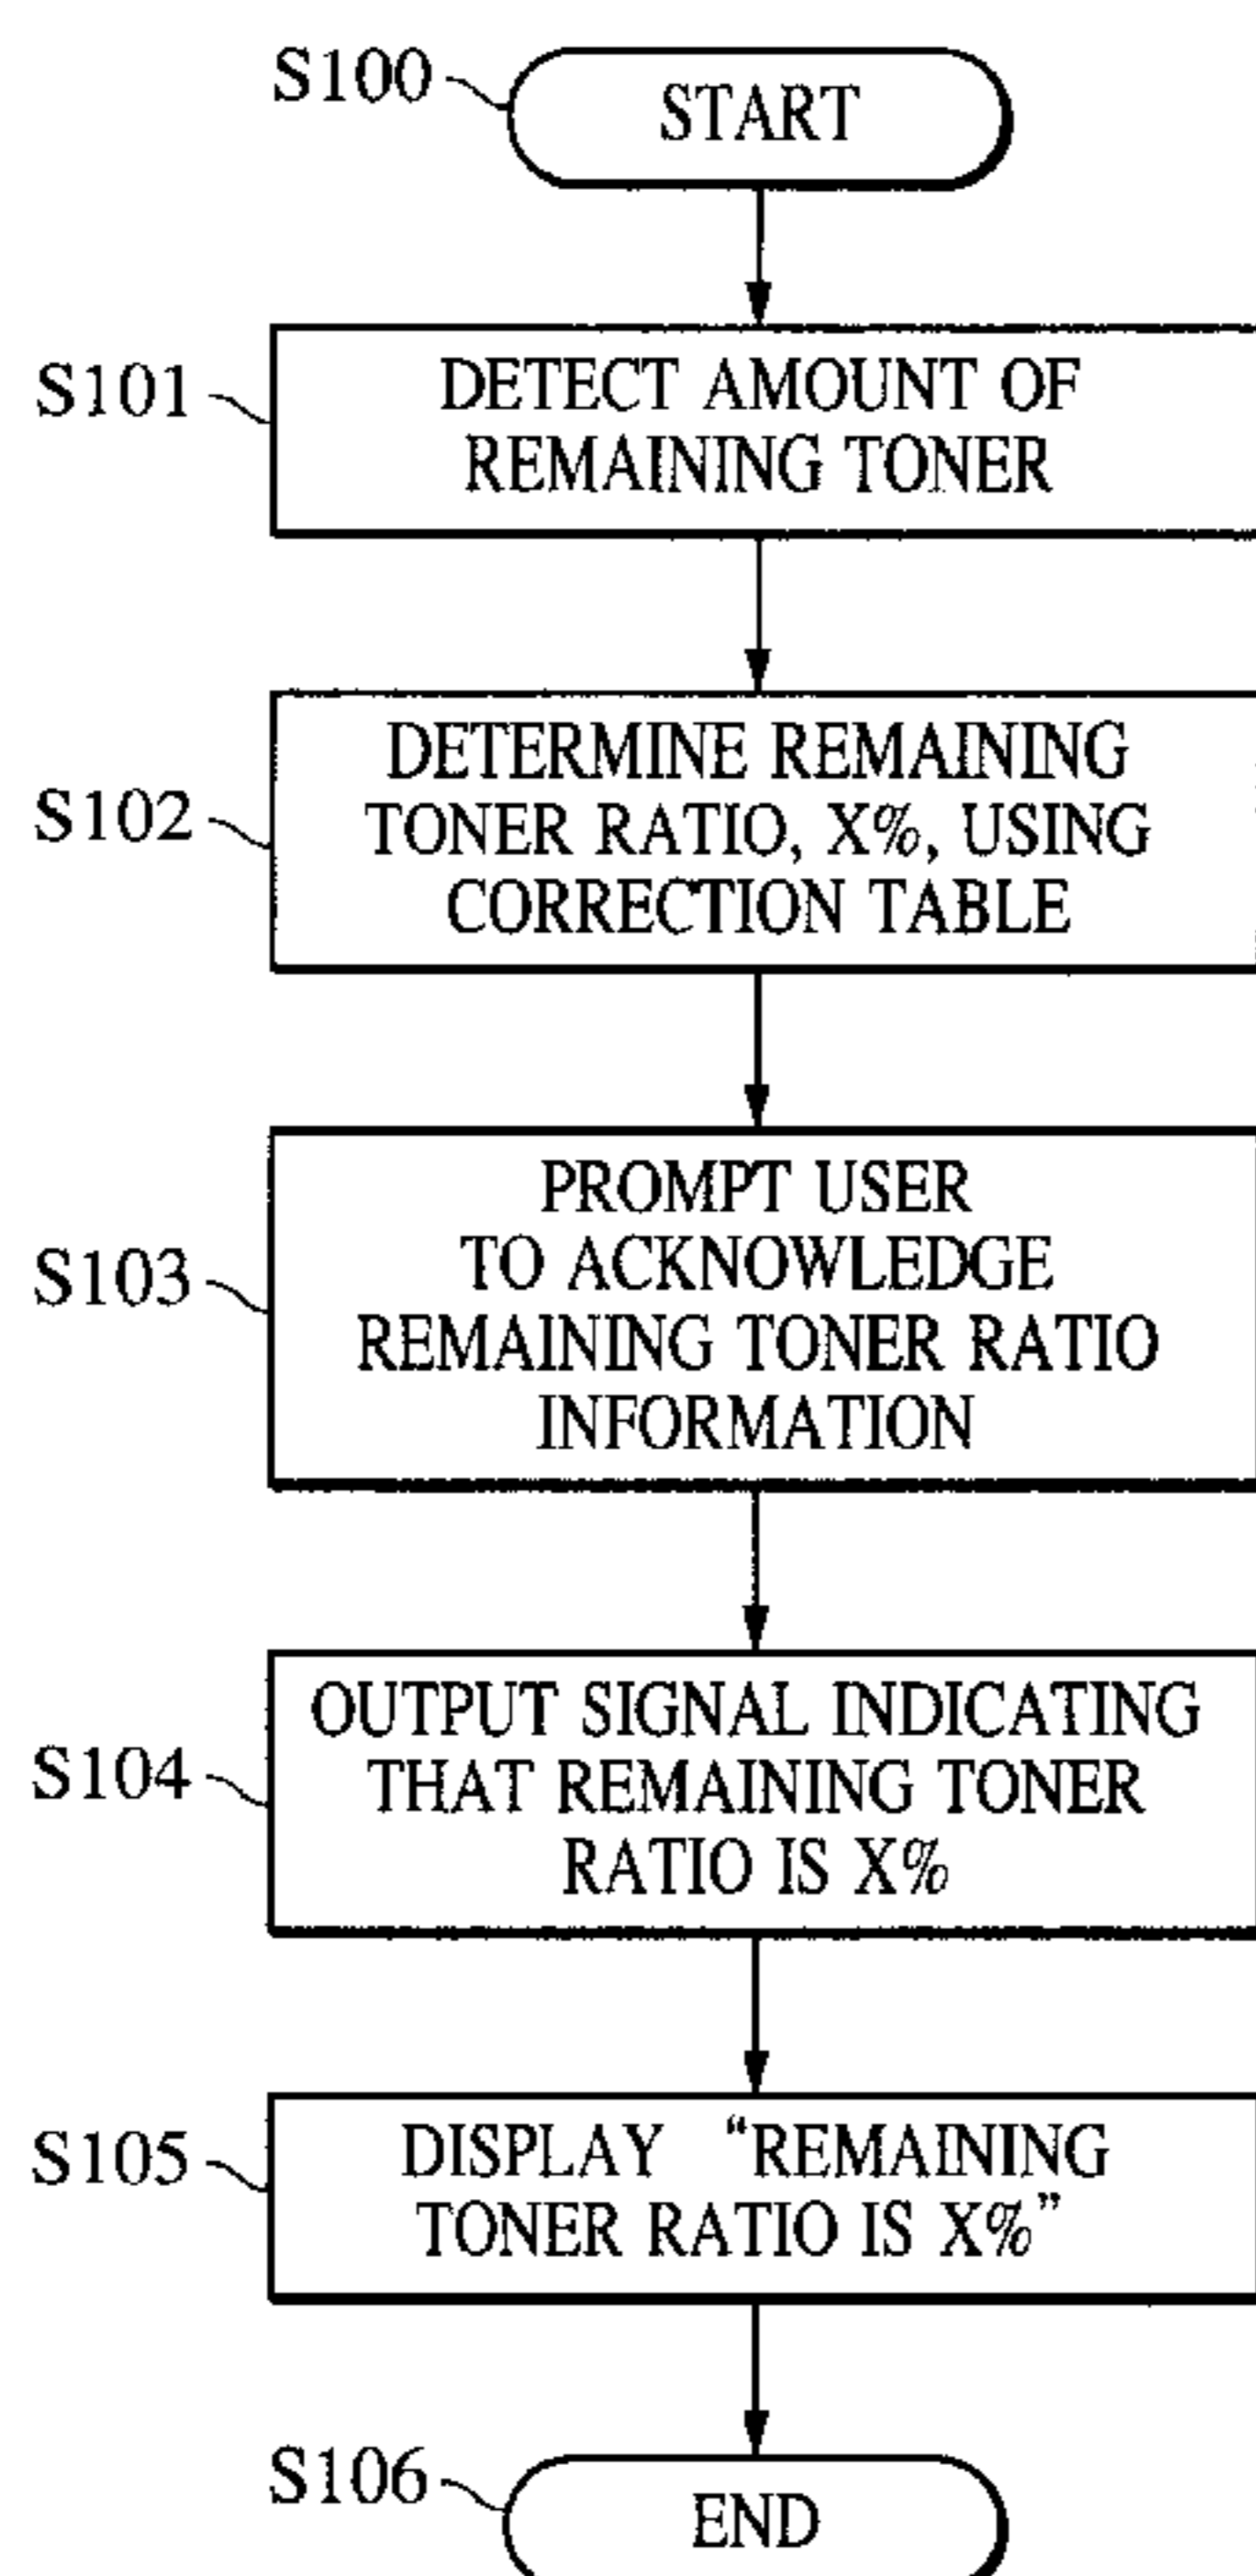 S100
START
S101
DETECT AMOUNT OF
REMAINING TONER
S102
DETERMINE REMAINING
TONER RATIO, X%, USING
CORRECTION TABLE
S103
PROMPT USER
TO ACKNOWLEDGE
REMAINING TONER RATIO
INFORMATION
S104
OUTPUT SIGNAL INDICATING
THAT REMAINING TONER
RATIO IS X%
S105
DISPLAY “REMAINING
TONER RATIO IS X%”
S106
END